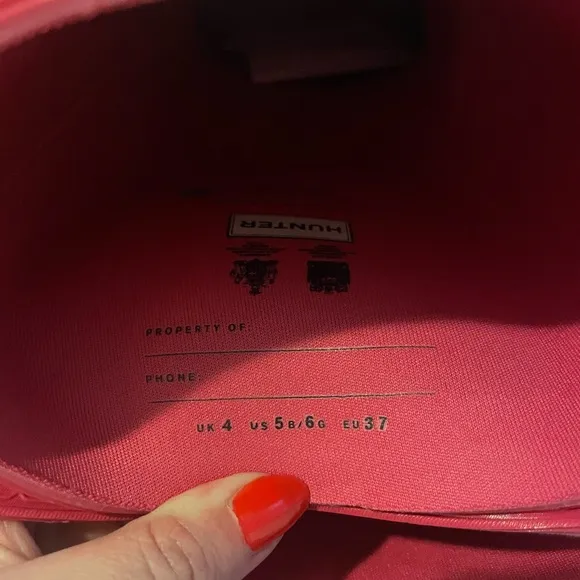 HUNTER
PROPERTY OF:
PHONE:
UK 4 US 5B/6G EU 37